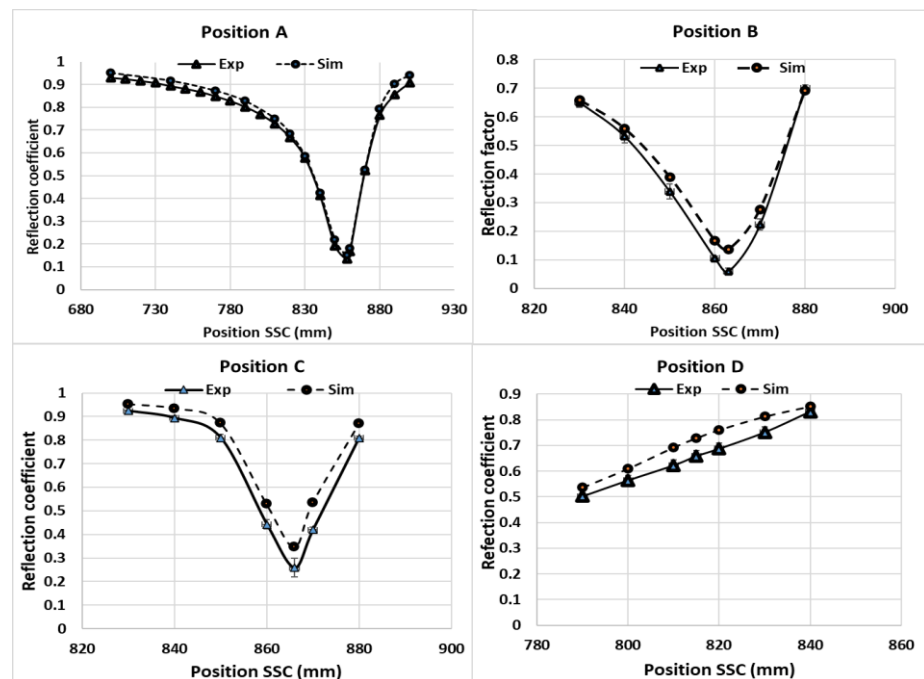 Position A
Exp Sim
Reflection coefficient
1
0.9
0.8
0.7
0.6
0.5
0.4
0.3
0.2
0.1
0
680 730 780 830 880 930
Position SSC (mm)
Position B
Exp Sim
Reflection factor
0.8
0.7
0.6
0.5
0.4
0.3
0.2
0.1
0
820 840 860 880 900
Position SSC (mm)
Position C
Exp Sim
Reflection coefficient
1
0.9
0.8
0.7
0.6
0.5
0.4
0.3
0.2
0.1
0
820 840 860 880 900
Position SSC (mm)
Position D
Exp Sim
Refection coefficient
0.9
0.8
0.7
0.6
0.5
0.4
0.3
0.2
0.1
0
780 800 820 840 860
Position SSC (mm)